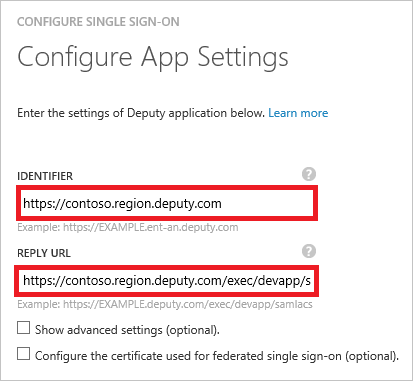 CONFIGURE SINGLE SIGN-ON
Configure App Settings
Enter the settings of Deputy application below. Learn more
IDENTIFIER ?
https://contoso.region.deputy.com
Example: https://EXAMPLE.ent-an.deputy.com
REPLY URL ?
https://contoso.region.deputy.com/exec/devapp/s
Example: https://EXAMPLE.deputy.com/exec/devapp/samlacs
Show advanced settings (optional).
Configure the certificate used for federated single sign-on (optional).